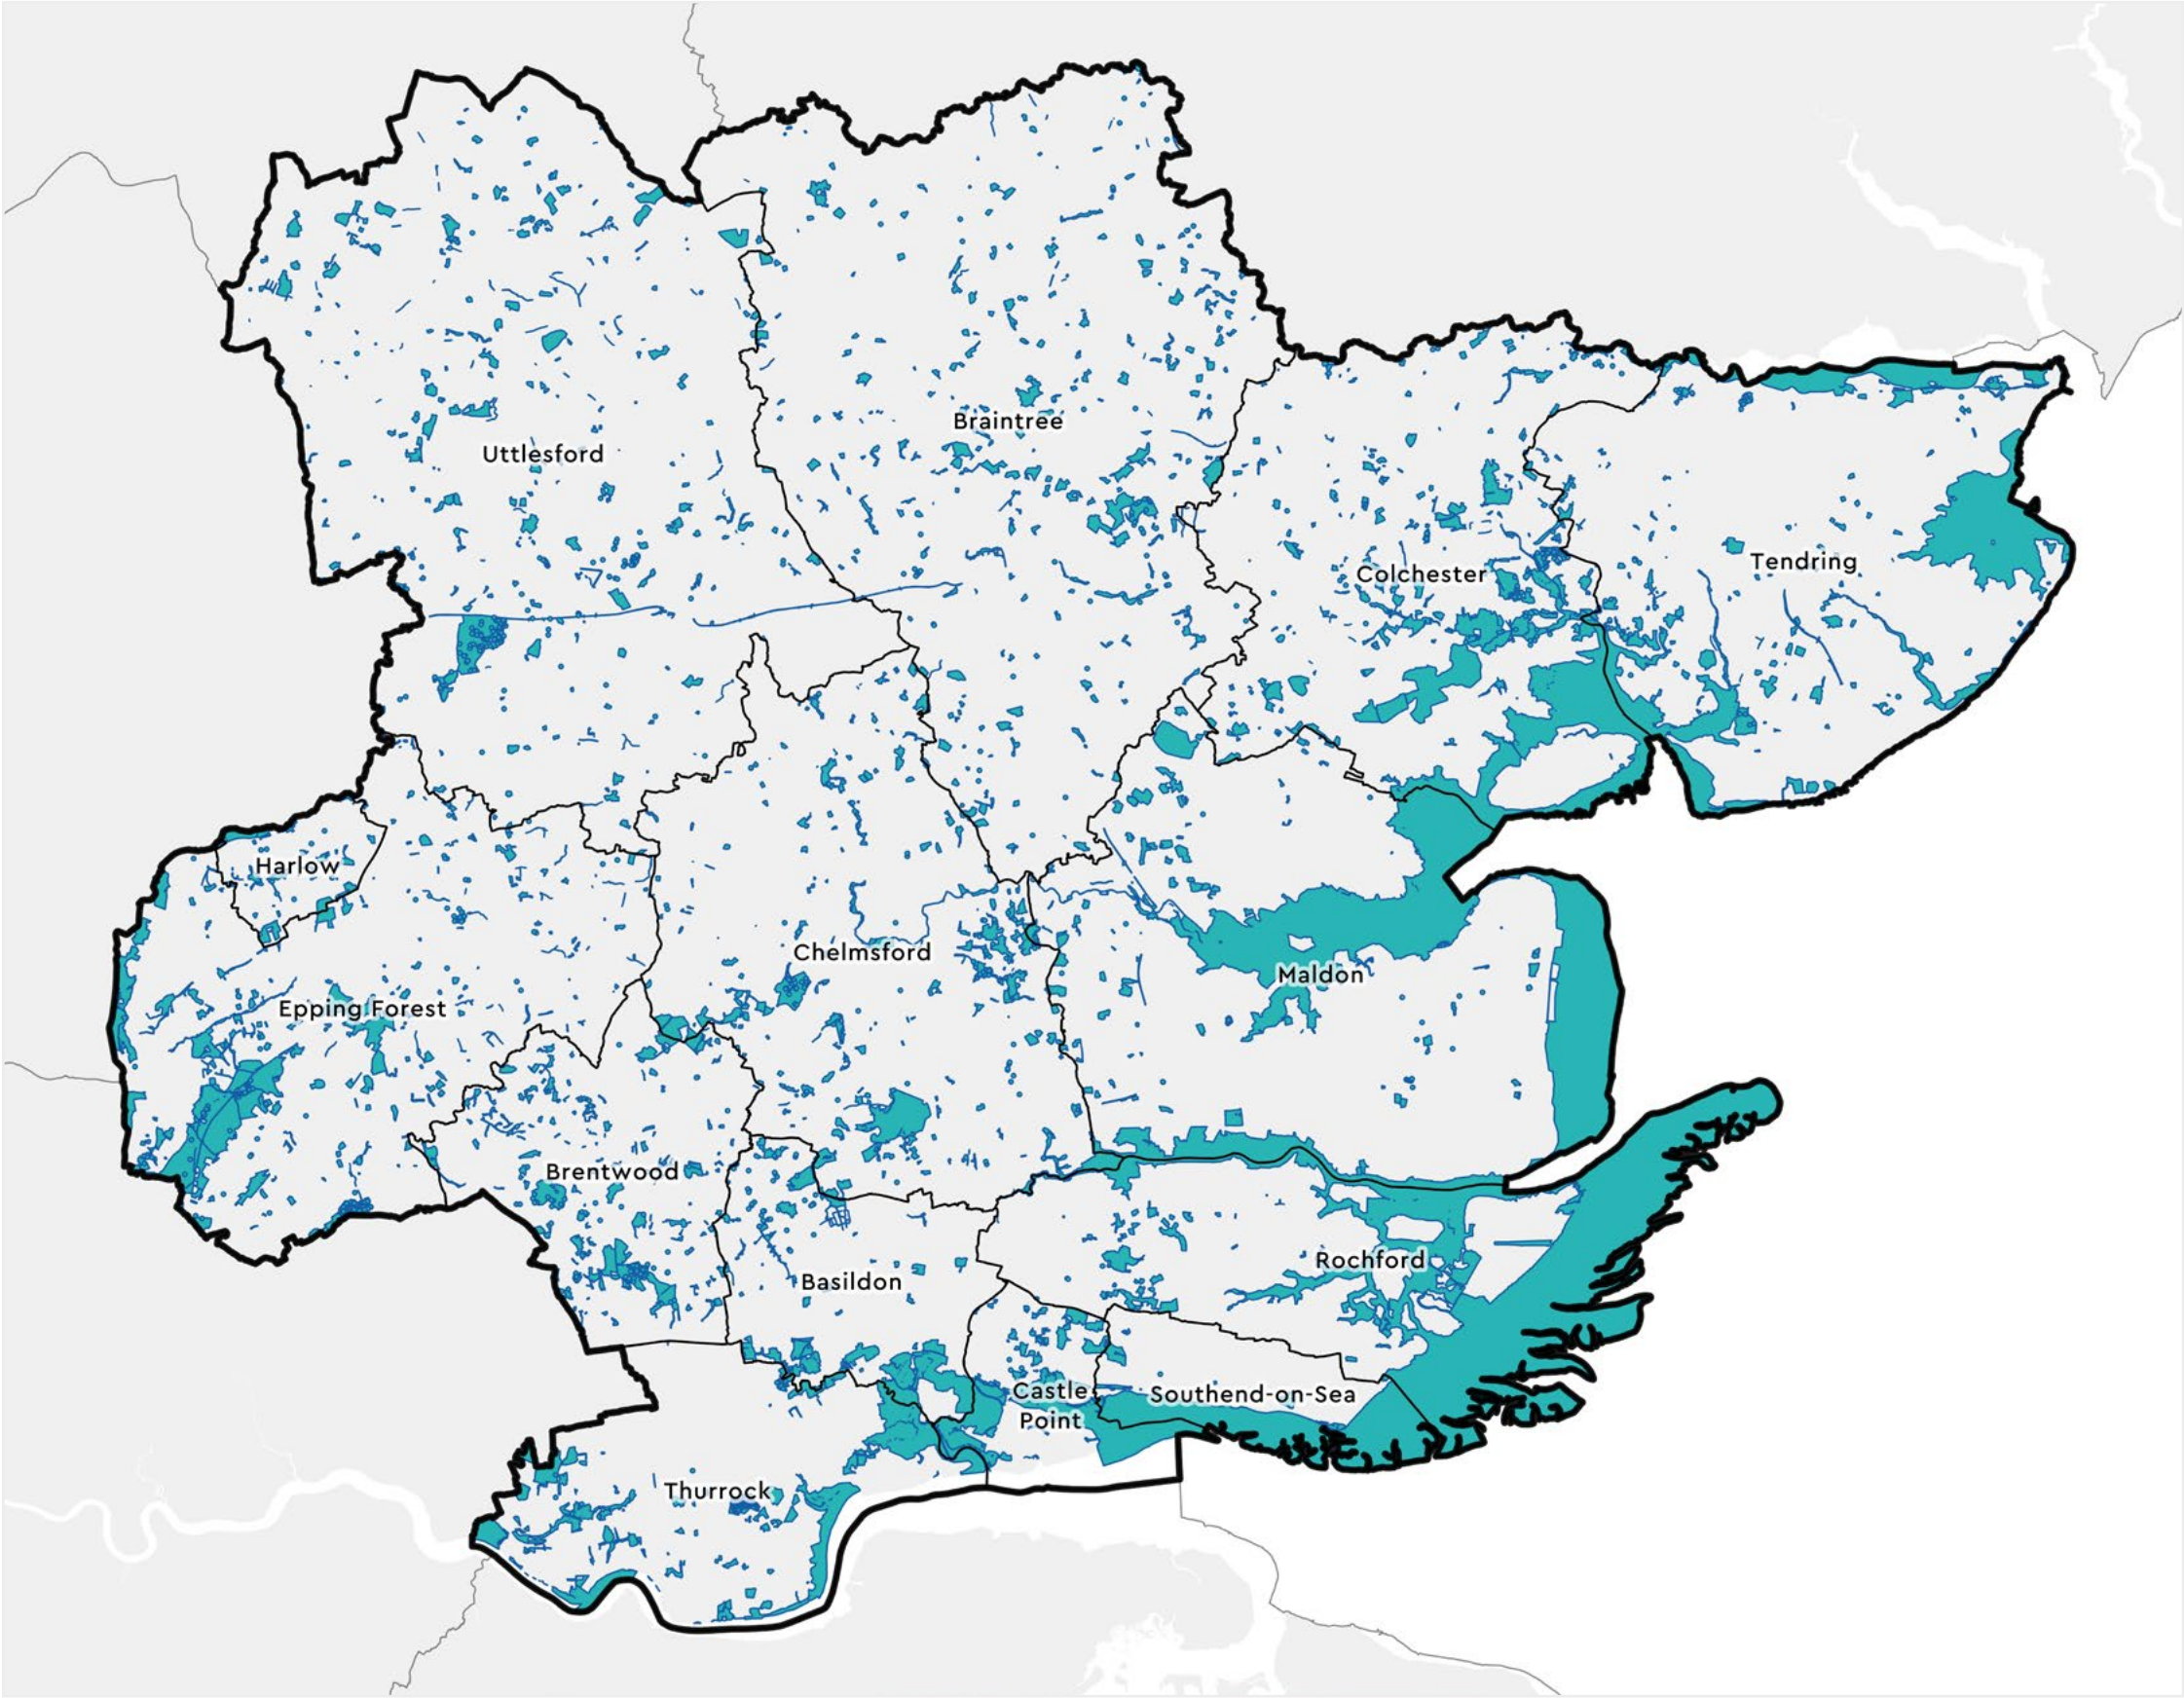 Braintree
Uttlesford
Tendring
Colchester
Harlow
Chelmsford
Maldon
Epping Forest
Brentwood
Rochford
Basildon
Castle
Point
Southend-on-Sea
Thurrock